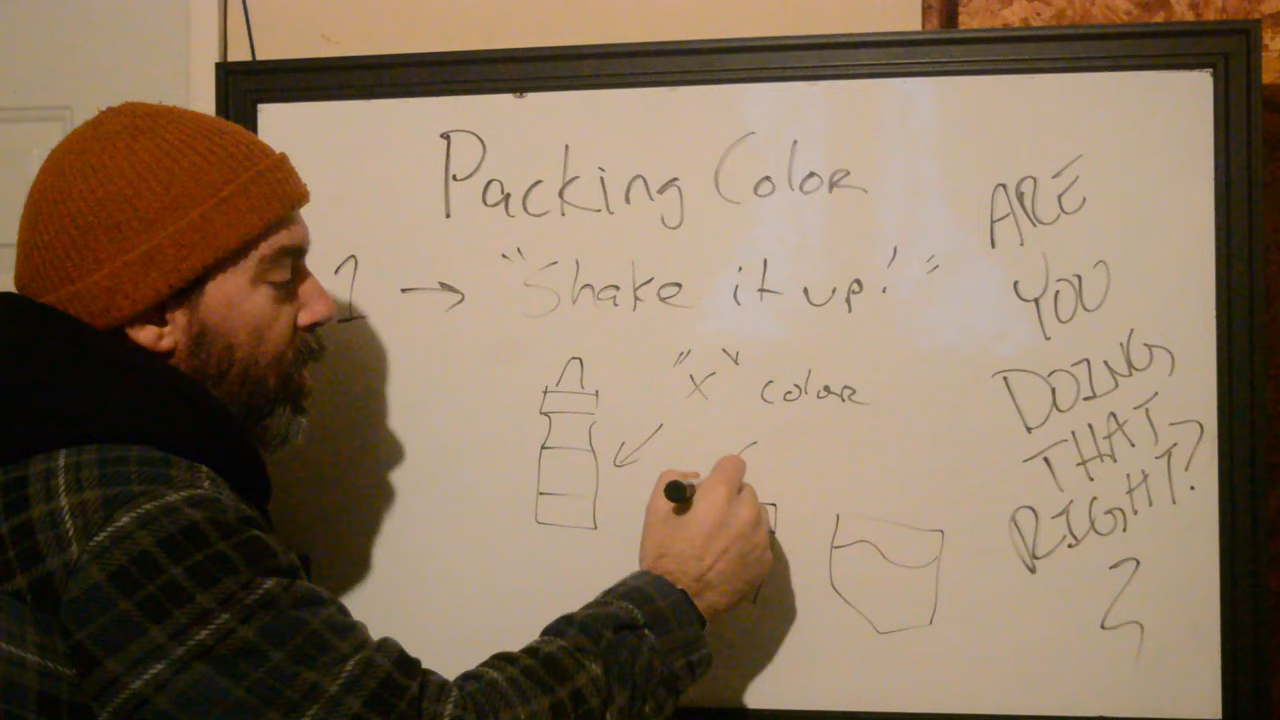 Packing Color
1 → "Shake it up!"
"X" color
ARE
YOU
DOING
THAT
RIGHT?